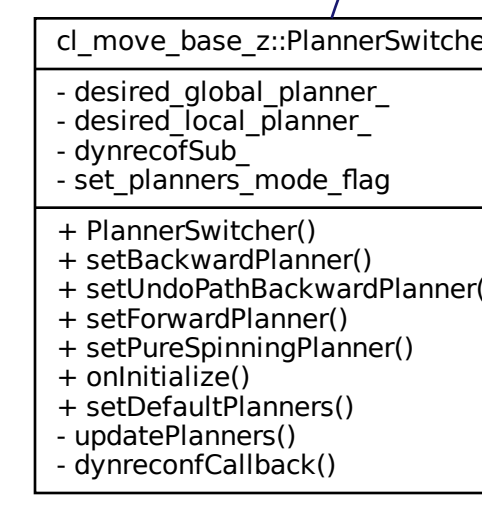 cl_move_base_z::PlannerSwitche
- desired_global_planner_
- desired_local_planner_
- dynrecofSub_
- set_planners_mode_flag
+ PlannerSwitcher()
+ setBackwardPlanner()
+ setUndoPathBackwardPlanner(
+ setForwardPlanner()
+ setPureSpinningPlanner()
+ onInitialize()
+ setDefaultPlanners()
- updatePlanners()
- dynreconfCallback()